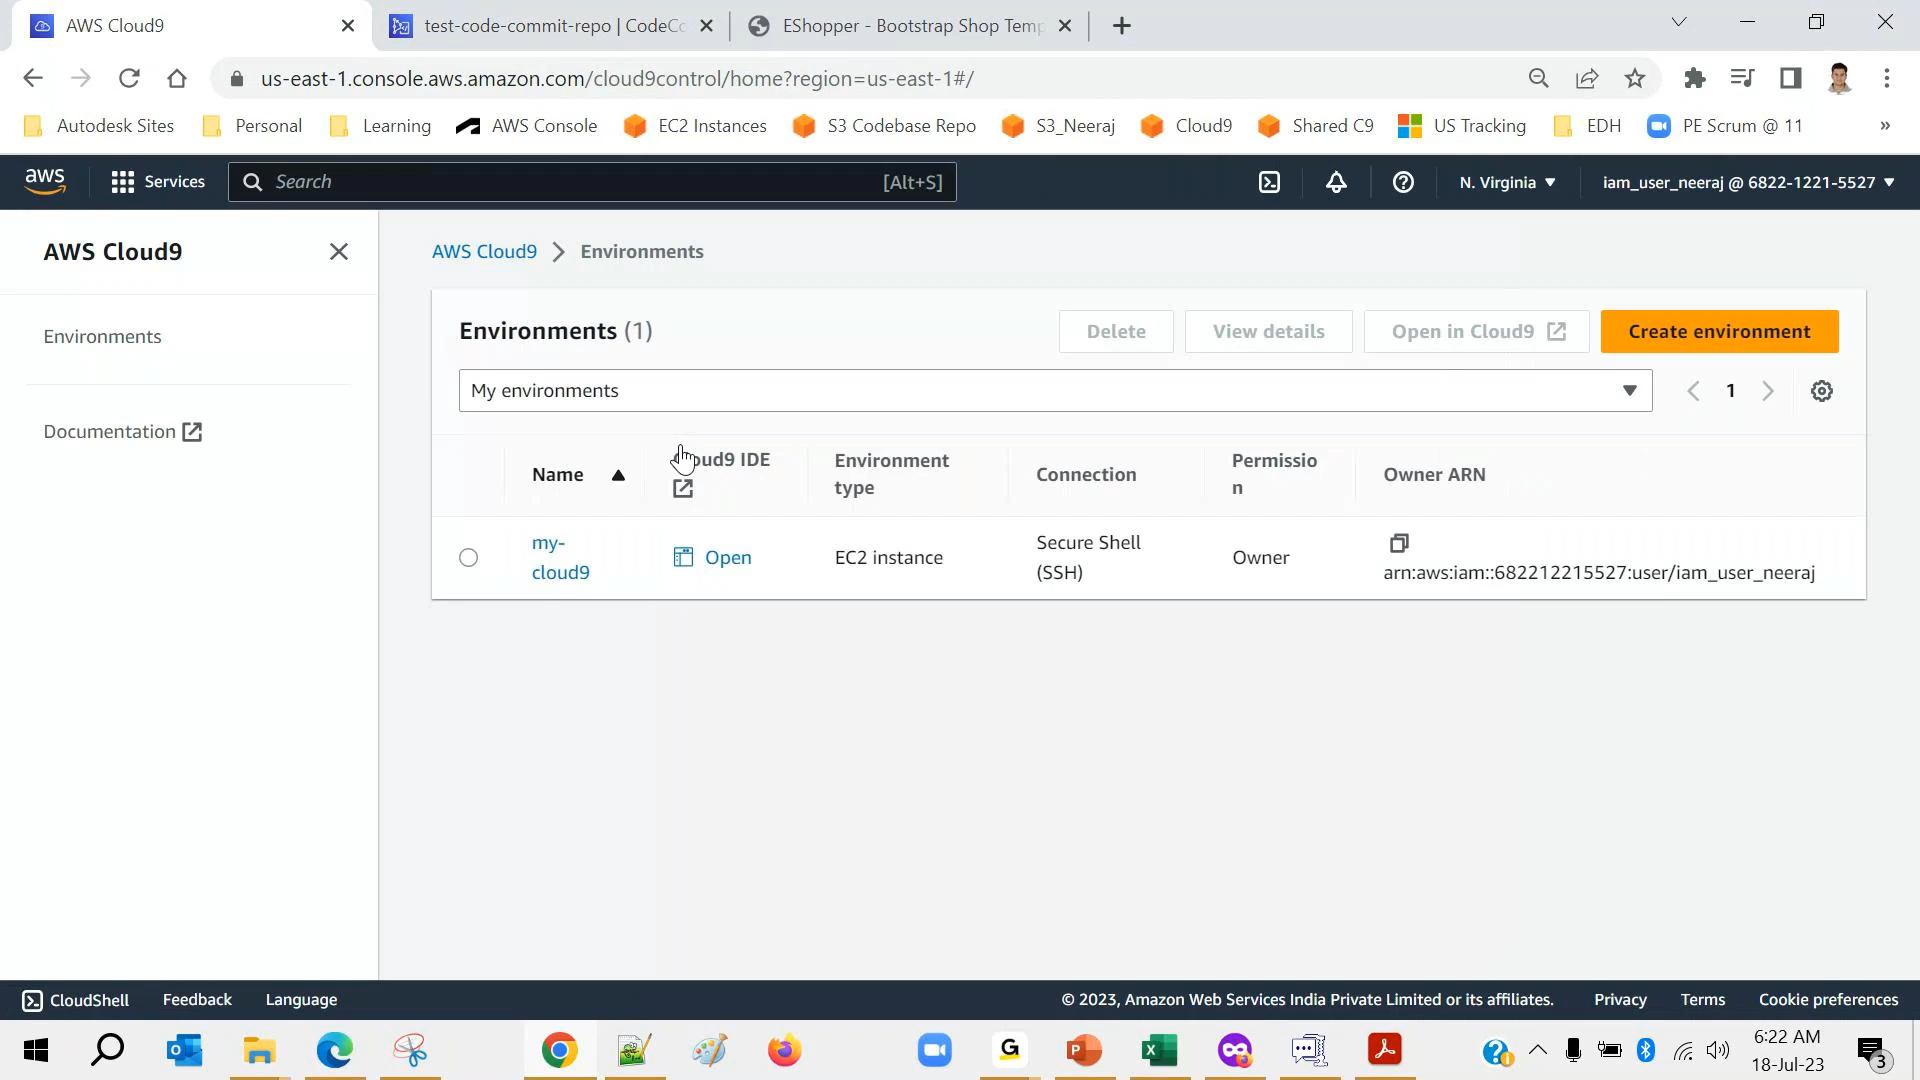 AWS Cloud9
test-code-commit-repo | CodeCo
EShopper - Bootstrap Shop Temp
us-east-1.console.aws.amazon.com/cloud9control/home?region=us-east-1#/
Autodesk Sites
Personal
Learning
AWS Console
EC2 Instances
S3 Codebase Repo
S3_Neeraj
Cloud9
Shared C9
US Tracking
EDH
PE Scrum @ 11
»
aws
Services
Search
[Alt+S]
N. Virginia
iam_user_neeraj @ 6822-1221-5527
AWS Cloud9
Environments
Documentation
AWS Cloud9 > Environments
Environments (1)
Delete
View details
Open in Cloud9
Create environment
My environments
1
Name
Cloud9 IDE
Environment
type
Connection
Permissio
n
Owner ARN
my-
cloud9
Open
EC2 instance
Secure Shell
(SSH)
Owner
arn:aws:iam::682212215527:user/iam_user_neeraj
CloudShell
Feedback
Language
© 2023, Amazon Web Services India Private Limited or its affiliates.
Privacy
Terms
Cookie preferences
6:22 AM
18-Jul-23
3